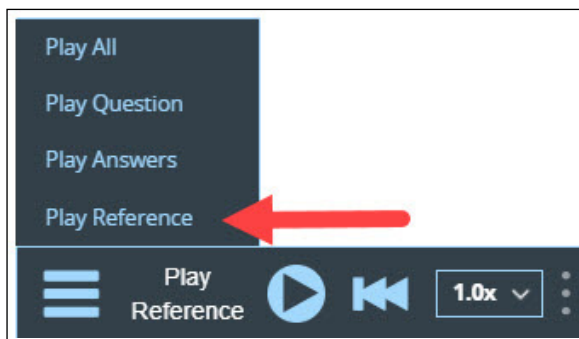 Play All
Play Question
Play Answers
Play Reference
Play
Reference
1.0x